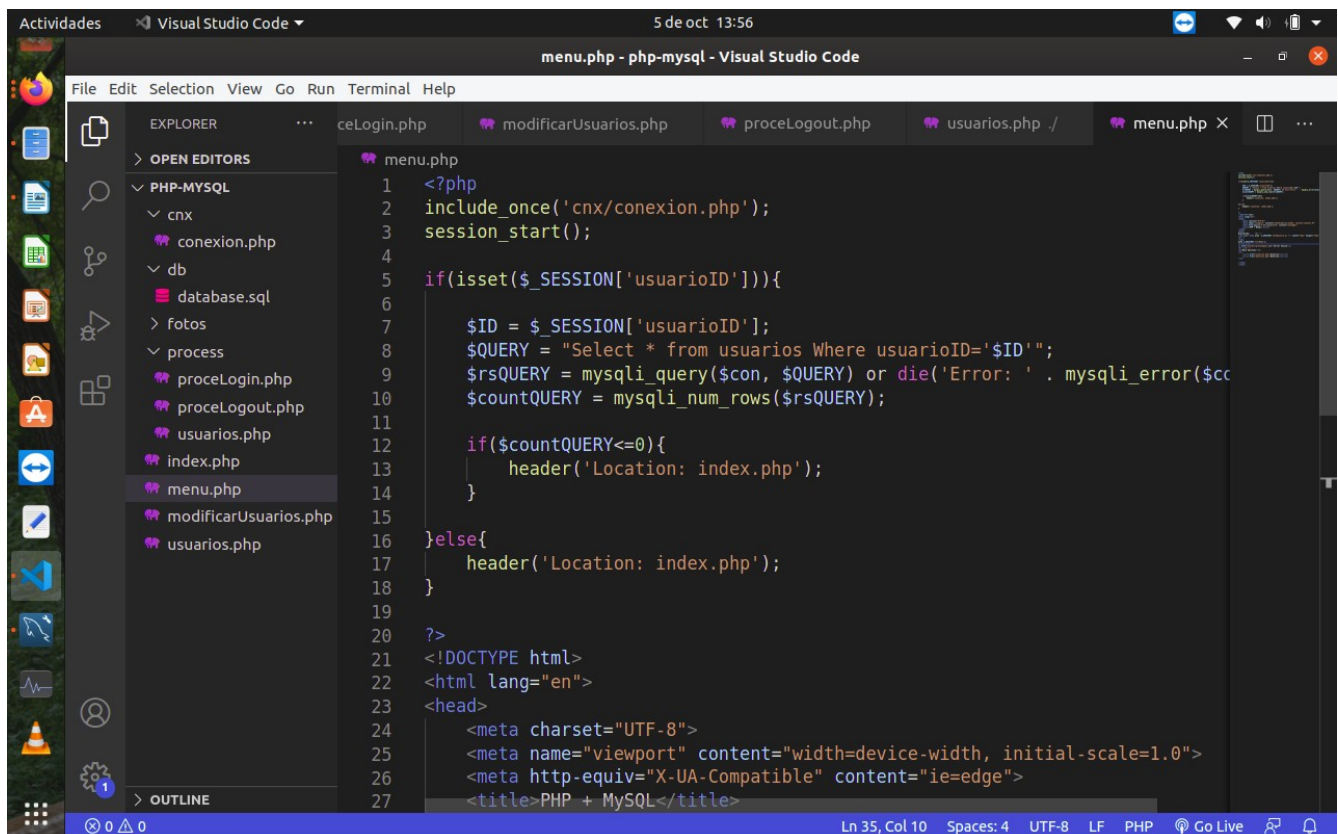 Actividades Visual Studio Code 5 de oct 13:56
menu.php - php-mysql - Visual Studio Code
File Edit Selection View Go Run Terminal Help
EXPLORER ... ceLogin.php modificarUsuarios.php proceLogout.php usuarios.php ./ menu.php
OPEN EDITORS
PHP-MYSQL
cnx
conexion.php
db
database.sql
fotos
process
proceLogin.php
proceLogout.php
usuarios.php
index.php
menu.php
modificarUsuarios.php
usuarios.php
OUTLINE
menu.php
1 <?php
2 include_once('cnx/conexion.php');
3 session_start();
4
5 if(isset($_SESSION['usuarioID'])){
6
7 $ID = $_SESSION['usuarioID'];
8 $QUERY = "Select * from usuarios Where usuarioID='$ID'";
9 $rsQUERY = mysqli_query($con, $QUERY) or die('Error: ' . mysqli_error($co
10 $countQUERY = mysqli_num_rows($rsQUERY);
11
12 if($countQUERY<=0){
13 header('Location: index.php');
14 }
15
16 }else{
17 header('Location: index.php');
18 }
19
20 ?>
21 <!DOCTYPE html>
22 <html lang="en">
23 <head>
24 <meta charset="UTF-8">
25 <meta name="viewport" content="width=device-width, initial-scale=1.0">
26 <meta http-equiv="X-UA-Compatible" content="ie=edge">
27 <title>PHP + MySQL</title>
1
0 0 Ln 35, Col 10 Spaces: 4 UTF-8 LF PHP Go Live